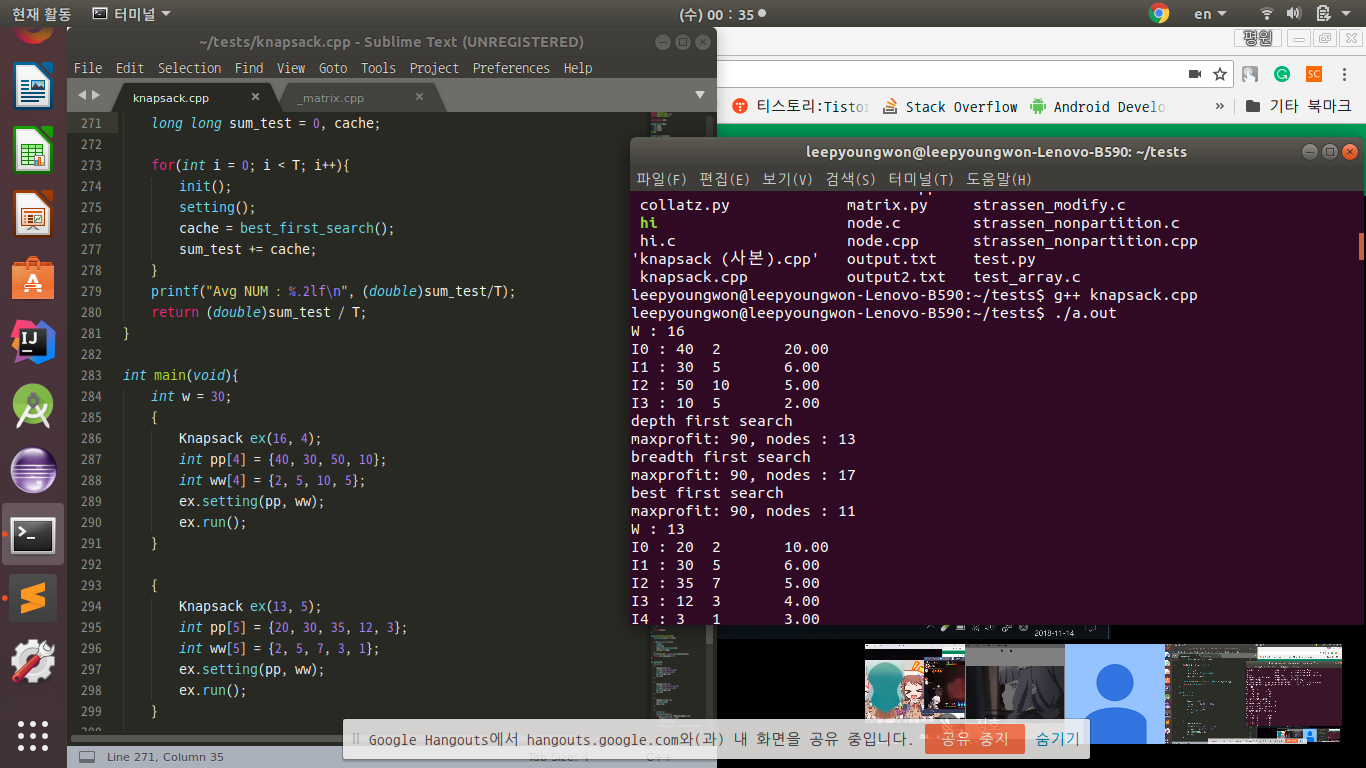 현재 활동 터미널 (수) 00 : 35 en
~/tests/knapsack.cpp - Sublime Text (UNREGISTERED)
File Edit Selection Find View Goto Tools Project Preferences Help
knapsack.cpp × _matrix.cpp ×
271 long long sum_test = 0, cache;
272
273 for(int i = 0; i < T; i++){
274 init();
275 setting();
276 cache = best_first_search();
277 sum_test += cache;
278 }
279 printf("Avg NUM : %.2lf\n", (double)sum_test/T);
280 return (double)sum_test / T;
281 }
282
283 int main(void){
284 int w = 30;
285 {
286 Knapsack ex(16, 4);
287 int pp[4] = {40, 30, 50, 10};
288 int ww[4] = {2, 5, 10, 5};
289 ex.setting(pp, ww);
290 ex.run();
291 }
292
293 {
294 Knapsack ex(13, 5);
295 int pp[5] = {20, 30, 35, 12, 3};
296 int ww[5] = {2, 5, 7, 3, 1};
297 ex.setting(pp, ww);
298 ex.run();
299 }
Line 271, Column 35
평원
SC
티스토리:Tistor Stack Overflow Android Develo » 기타 북마크
leepyoungwon@leepyoungwon-Lenovo-B590: ~/tests
파일(F) 편집(E) 보기(V) 검색(S) 터미널(T) 도움말(H)
collatz.py matrix.py strassen_modify.c
hi node.c strassen_nonpartition.c
hi.c node.cpp strassen_nonpartition.cpp
'knapsack (사본).cpp' output.txt test.py
knapsack.cpp output2.txt test_array.c
leepyoungwon@leepyoungwon-Lenovo-B590:~/tests$ g++ knapsack.cpp
leepyoungwon@leepyoungwon-Lenovo-B590:~/tests$ ./a.out
W : 16
I0 : 40 2 20.00
I1 : 30 5 6.00
I2 : 50 10 5.00
I3 : 10 5 2.00
depth first search
maxprofit: 90, nodes : 13
breadth first search
maxprofit: 90, nodes : 17
best first search
maxprofit: 90, nodes : 11
W : 13
I0 : 20 2 10.00
I1 : 30 5 6.00
I2 : 35 7 5.00
I3 : 12 3 4.00
I4 : 3 1 3.00
2018-11-14
Google Hangouts에서 hangouts.google.com와(과) 내 화면을 공유 중입니다. 공유 중지 숨기기